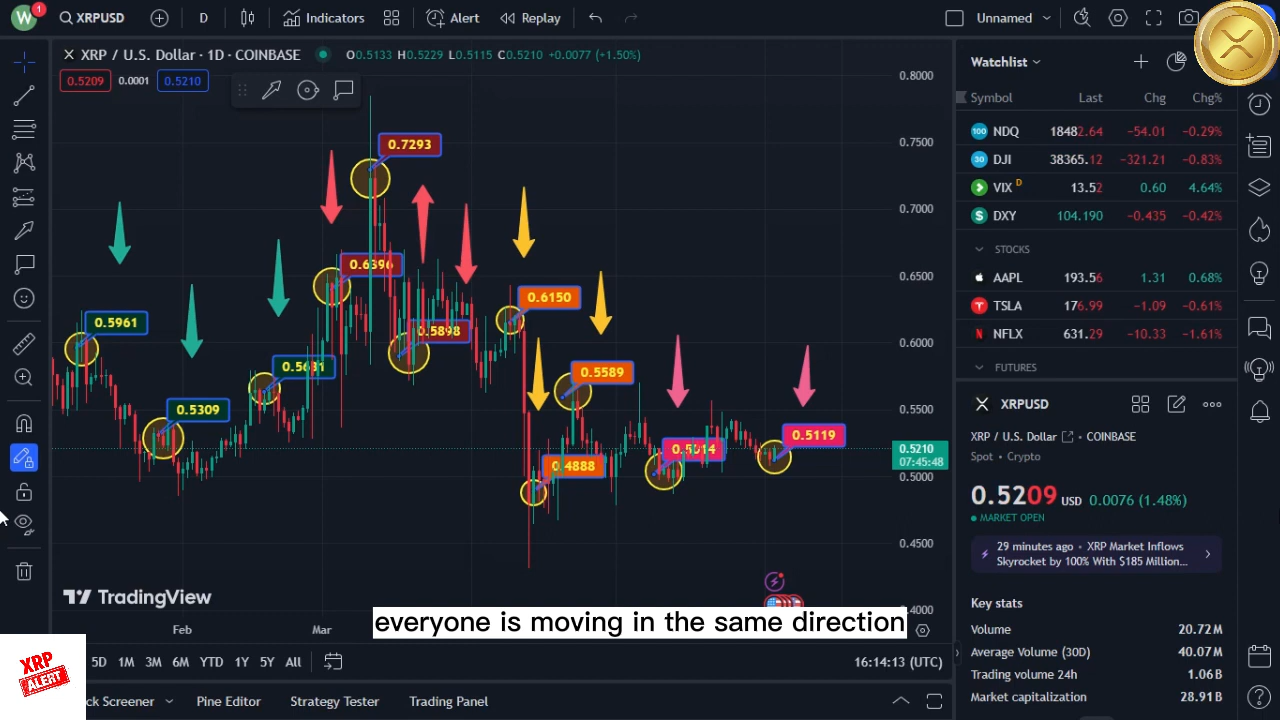 W 1 XRPUSD D Indicators Alert Replay Unnamed
XRP / U.S. Dollar · 1D · COINBASE O0.5133 H0.5229 L0.5115 C0.5210 +0.0077 (+1.50%)
0.5209 0.0001 0.5210
0.8000
0.7500
0.7000
0.6500
0.6000
0.5500
0.5210
07:45:48
0.5000
0.4500
0.4000
0.7293
0.6396
0.6150
0.5961
0.5898
0.5631
0.5589
0.5309
0.5119
0.5014
0.4888
TradingView
Feb Mar
everyone is moving in the same direction
5D 1M 3M 6M YTD 1Y 5Y All 16:14:13 (UTC)
ck Screener Pine Editor Strategy Tester Trading Panel
XRP
ALERT
Watchlist
Symbol Last Chg Chg%
100 NDQ 18482.64 −54.01 −0.29%
30 DJI 38365.12 −321.21 −0.83%
VIX D 13.52 0.60 4.64%
$ DXY 104.190 −0.435 −0.42%
STOCKS
AAPL 193.56 1.31 0.68%
TSLA 176.99 −1.09 −0.61%
NFLX 631.29 −10.33 −1.61%
FUTURES
XRPUSD
XRP / U.S. Dollar COINBASE
Spot • Crypto
0.5209 USD 0.0076 (1.48%)
MARKET OPEN
29 minutes ago • XRP Market Inflows
Skyrocket by 100% With $185 Million...
Key stats
Volume 20.72M
Average Volume (30D) 40.07M
Trading volume 24h 1.06B
Market capitalization 28.91B